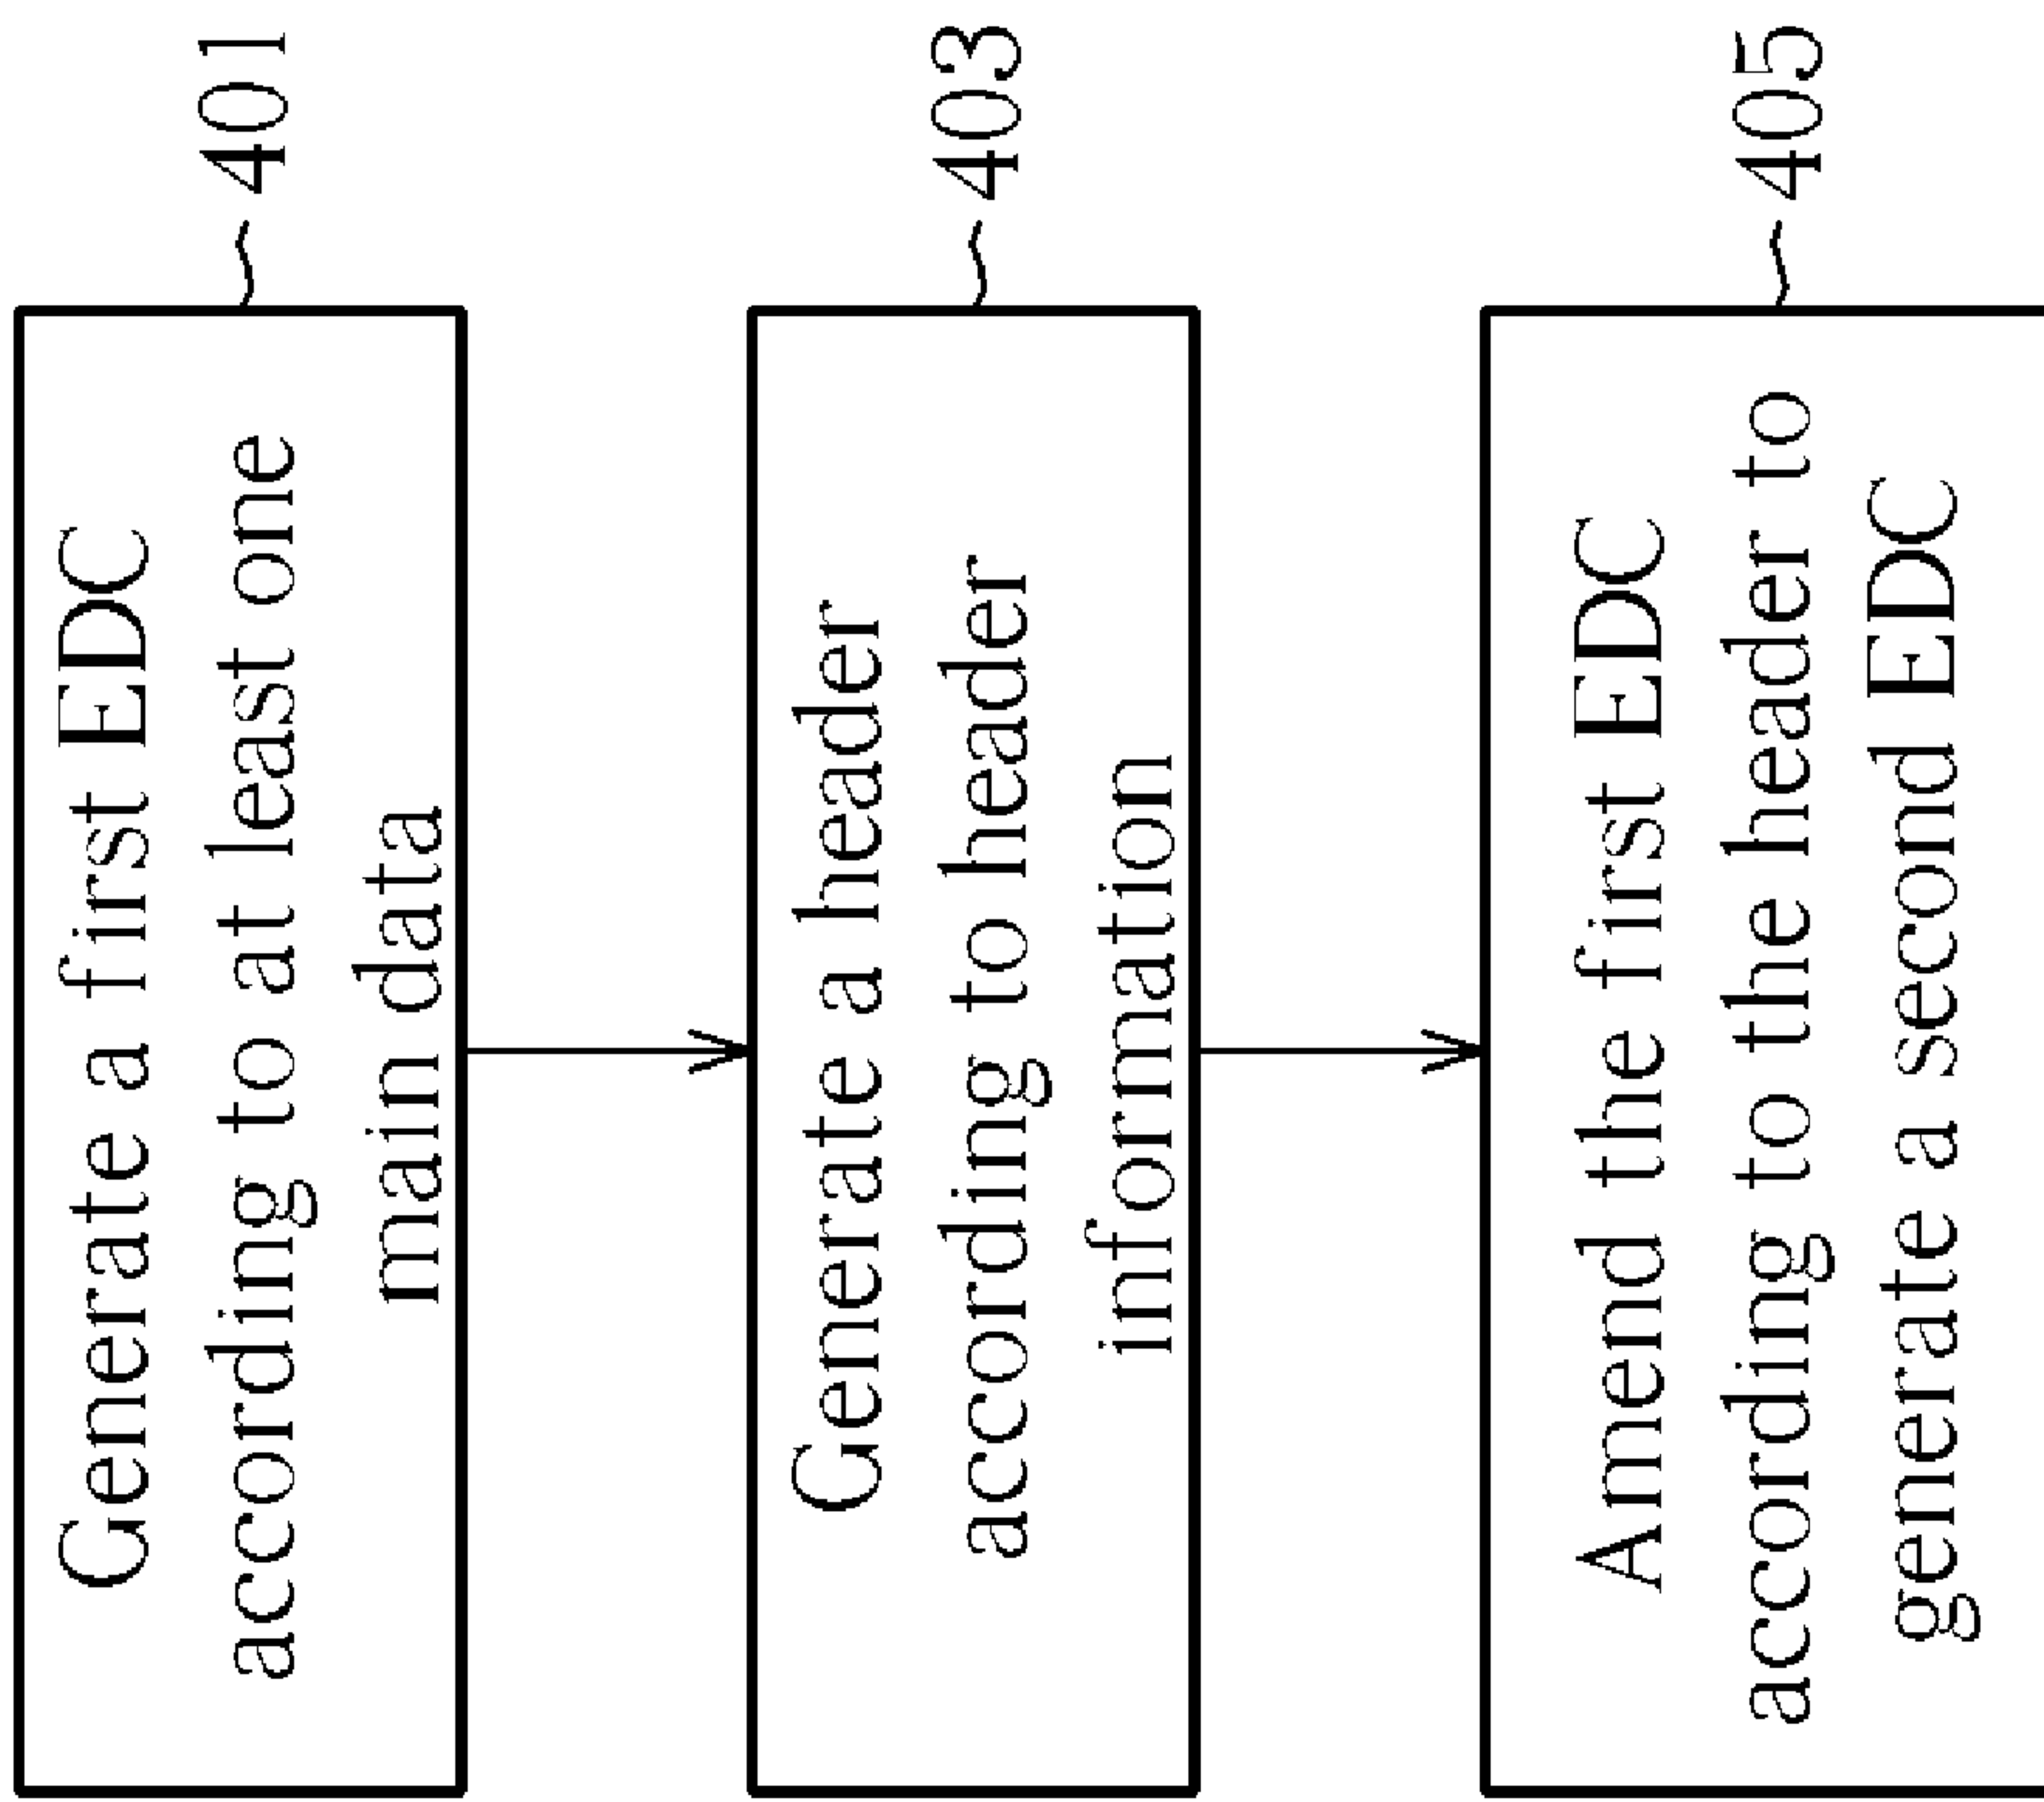 Generate a first EDC
according to at least one
main data
401
Generate a header
according to header
information
403
Amend the first EDC
according to the header to
generate a second EDC
405